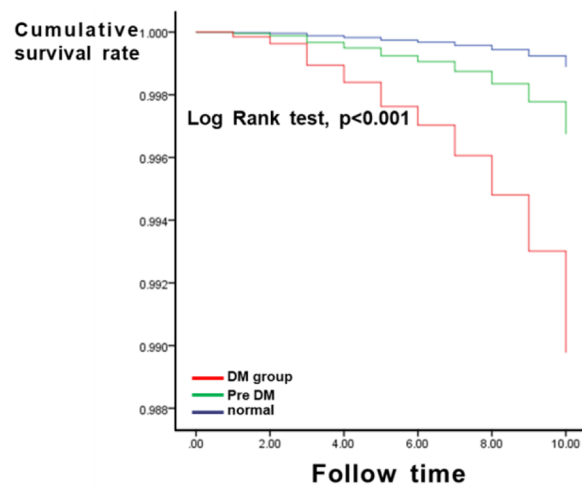 Cumulative
survival rate
1.000
0.998
Log Rank test, p<0.001
0.996
0.994
0.992
0.990
0.988
DM group
Pre DM
normal
.00 2.00 4.00 6.00 8.00 10.00
Follow time